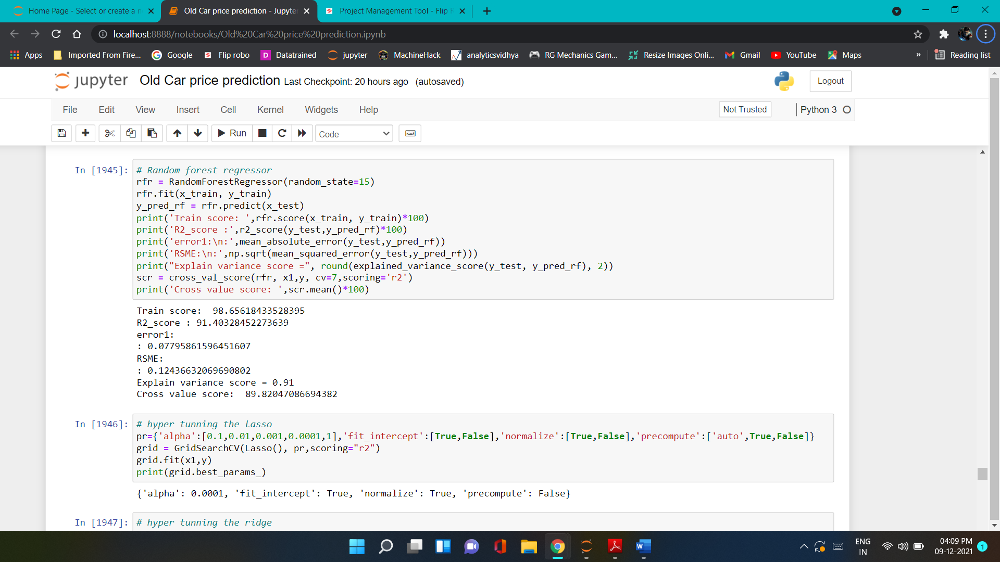 Home Page - Select or create a n
Old Car price prediction - Jupyte
Project Management Tool - Flip R
localhost:8888/notebooks/Old%20Car%20price%20prediction.ipynb
Apps Imported From Fire... Google Flip robo D Datatrained jupyter MachineHack analyticsvidhya RG Mechanics Gam... Resize Images Onli... Gmail YouTube Maps » Reading list
jupyter Old Car price prediction Last Checkpoint: 20 hours ago (autosaved) Logout
File Edit View Insert Cell Kernel Widgets Help Not Trusted Python 3
Run Code
In [1945]: # Random forest regressor
rfr = RandomForestRegressor(random_state=15)
rfr.fit(x_train, y_train)
y_pred_rf = rfr.predict(x_test)
print('Train score: ',rfr.score(x_train, y_train)*100)
print('R2_score :',r2_score(y_test,y_pred_rf)*100)
print('error1:\n:',mean_absolute_error(y_test,y_pred_rf))
print('RSME:\n:',np.sqrt(mean_squared_error(y_test,y_pred_rf)))
print("Explain variance score =", round(explained_variance_score(y_test, y_pred_rf), 2))
scr = cross_val_score(rfr, x1,y, cv=7,scoring='r2')
print('Cross value score: ',scr.mean()*100)
Train score:  98.65618433528395
R2_score : 91.40328452273639
error1:
: 0.07795861596451607
RSME:
: 0.12436632069690802
Explain variance score = 0.91
Cross value score:  89.82047086694382
In [1946]: # hyper tunning the lasso
pr={'alpha':[0.1,0.01,0.001,0.0001,1],'fit_intercept':[True,False],'normalize':[True,False],'precompute':['auto',True,False]}
grid = GridSearchCV(Lasso(), pr,scoring="r2")
grid.fit(x1,y)
print(grid.best_params_)
{'alpha': 0.0001, 'fit_intercept': True, 'normalize': True, 'precompute': False}
In [1947]: # hyper tunning the ridge
ENG
IN
04:09 PM
09-12-2021
1